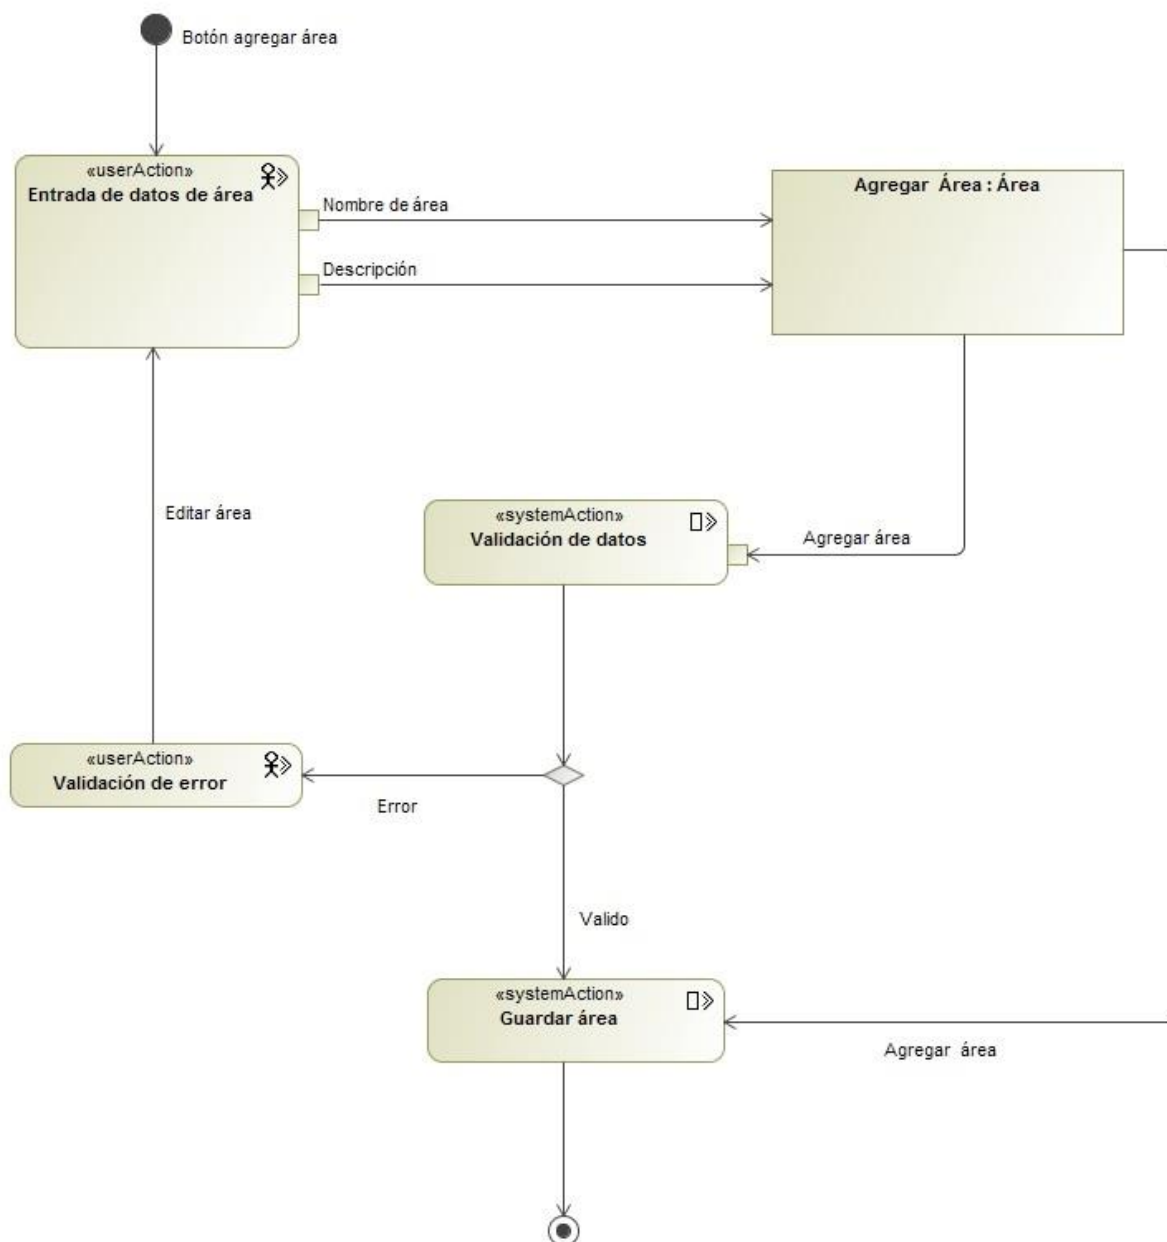 Botón agregar área
«userAction»
Entrada de datos de área
Nombre de área
Descripción
Agregar Área : Área
Editar área
«systemAction»
Validación de datos
Agregar área
«userAction»
Validación de error
Error
Valido
«systemAction»
Guardar área
Agregar área